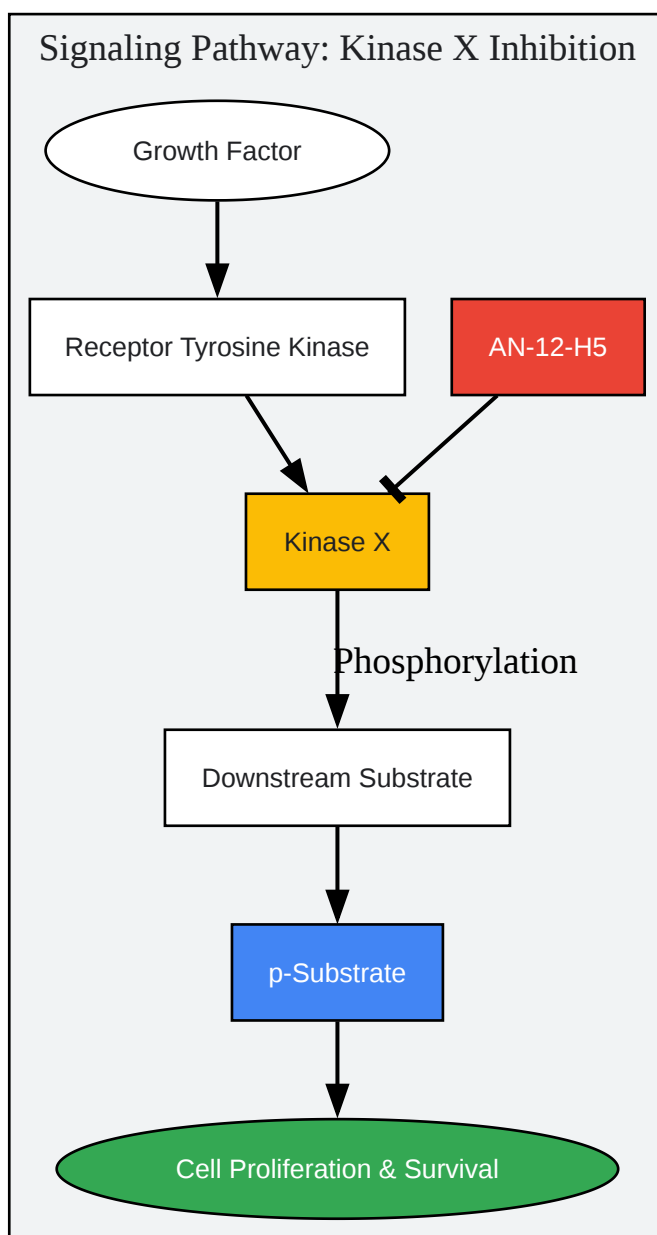 Signaling Pathway: Kinase X Inhibition
Growth Factor
Receptor Tyrosine Kinase
AN-12-H5
Kinase X
Phosphorylation
Downstream Substrate
p-Substrate
Cell Proliferation & Survival